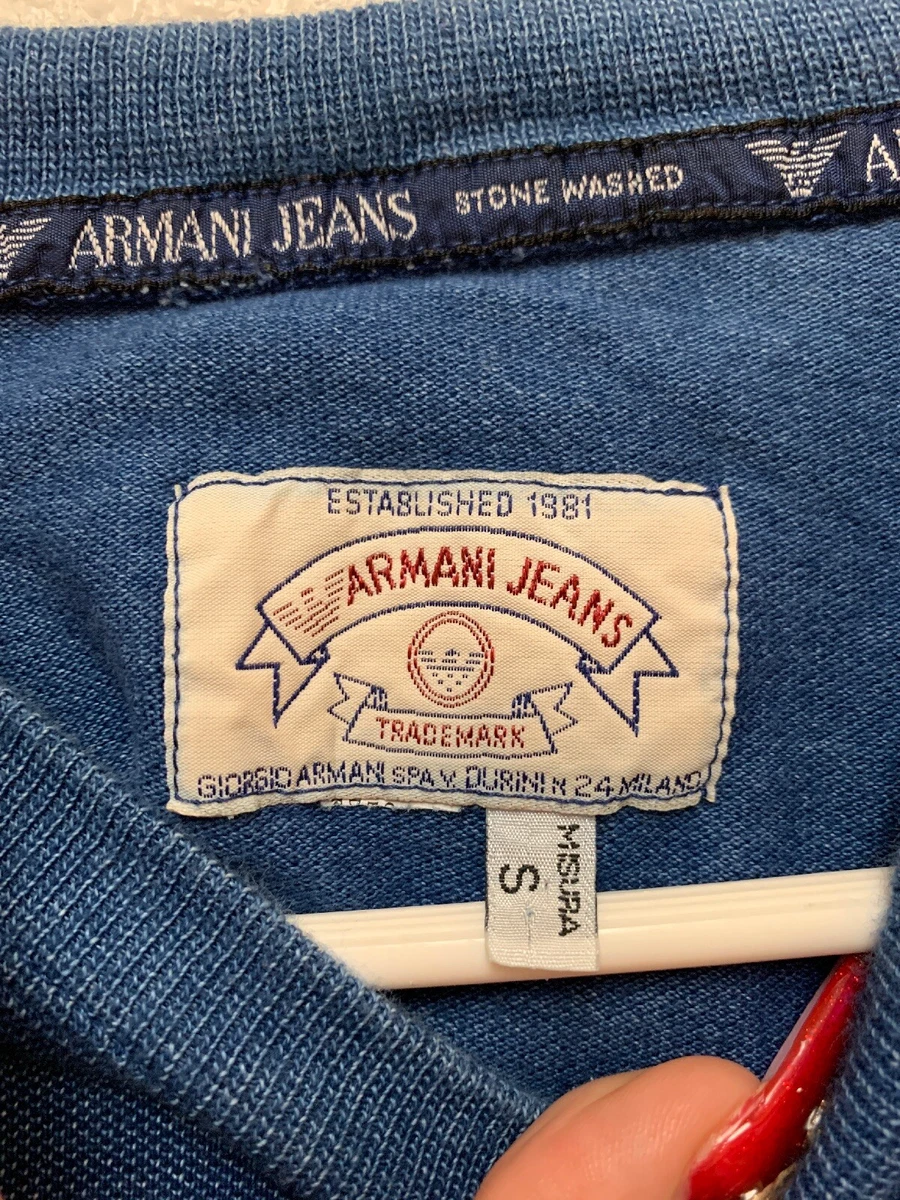 ARMANI JEANS STONE WASHED
ESTABLISHED 1981
ARMANI JEANS
TRADEMARK
GIORGIO ARMANI SPA V. DURINI N 24 MILANO
MISURA
S